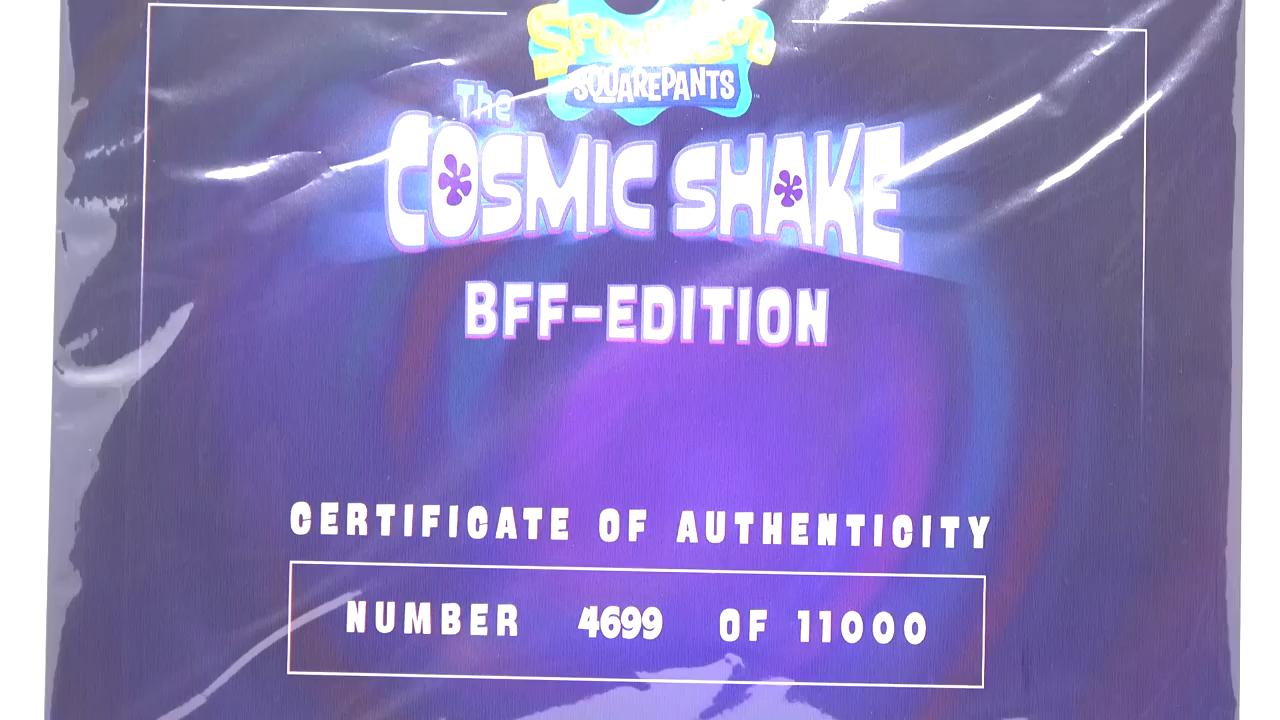 SpongeBob
SQUAREPANTS
The
COSMIC SHAKE
BFF-EDITION
CERTIFICATE OF AUTHENTICITY
NUMBER 4699 OF 11000